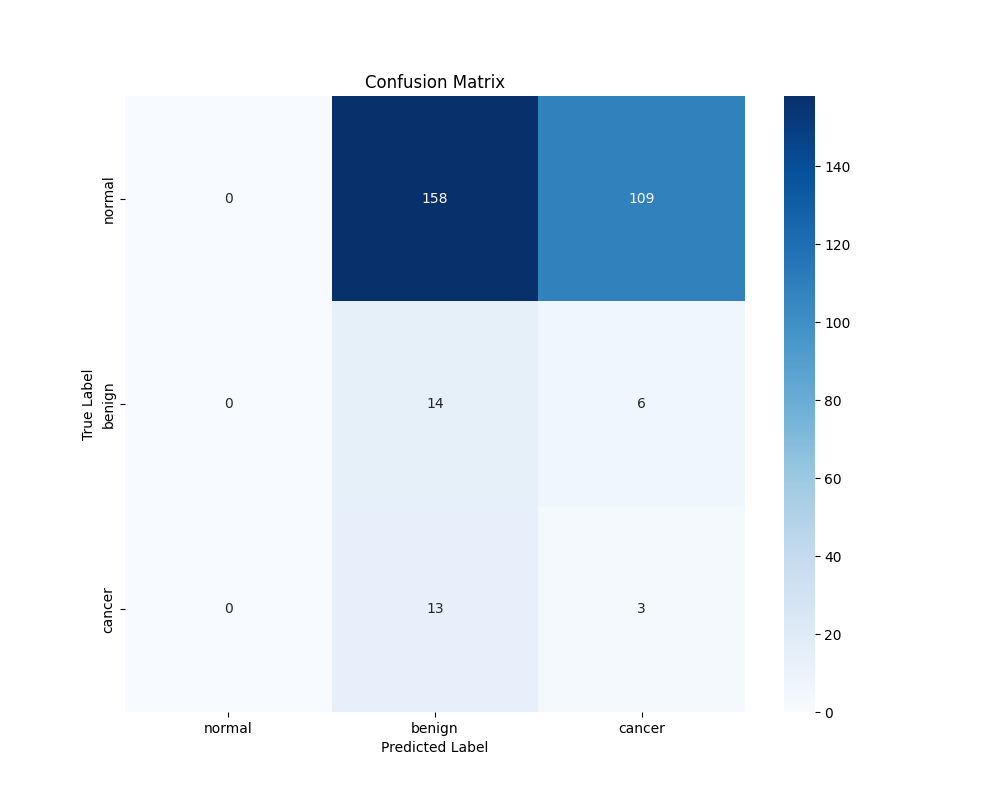 Confusion Matrix
True Label
normal
benign
cancer
0 158 109
0 14 6
0 13 3
normal benign cancer
Predicted Label
140
120
100
80
60
40
20
0